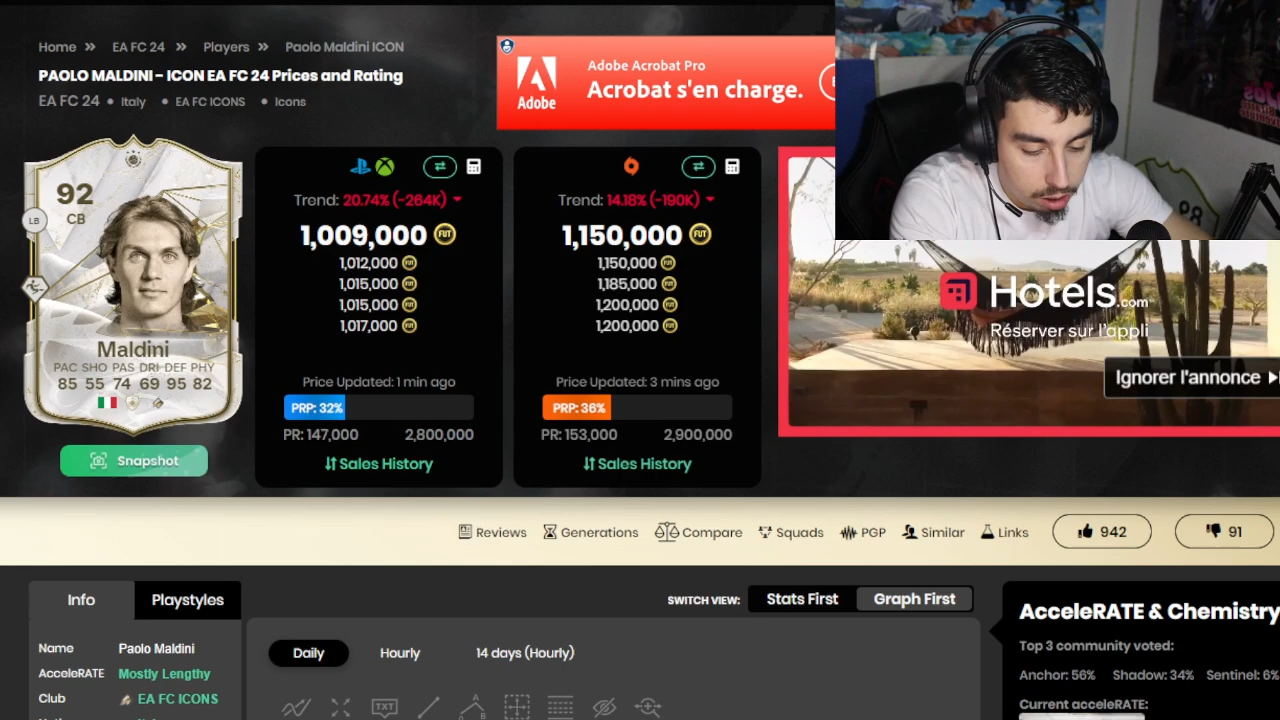 Home » EA FC 24 » Players » Paolo Maldini ICON
PAOLO MALDINI - ICON EA FC 24 Prices and Rating
EA FC 24 • Italy • EA FC ICONS • Icons
Adobe
Adobe Acrobat Pro
Acrobat s'en charge.
92
CB
LB
Maldini
PAC SHO PAS DRI DEF PHY
85 55 74 69 95 82
Snapshot
Trend: 20.74% (-264K)
1,009,000 FUT
1,012,000
1,015,000
1,015,000
1,017,000
Price Updated: 1 min ago
PRP: 32%
PR: 147,000 2,800,000
Sales History
Trend: 14.18% (-190K)
1,150,000 FUT
1,150,000
1,185,000
1,200,000
1,200,000
Price Updated: 3 mins ago
PRP: 36%
PR: 153,000 2,900,000
Sales History
Hotels.com
Réserver sur l'appli
Ignorer l'annonce
Reviews Generations Compare Squads PGP Similar Links 942 91
Info Playstyles
Name Paolo Maldini
AcceleRATE Mostly Lengthy
Club EA FC ICONS
SWITCH VIEW: Stats First Graph First
Daily Hourly 14 days (Hourly)
TXT
AcceleRATE & Chemistry
Top 3 community voted:
Anchor: 56% Shadow: 34% Sentinel: 6%
Current acceleRATE: